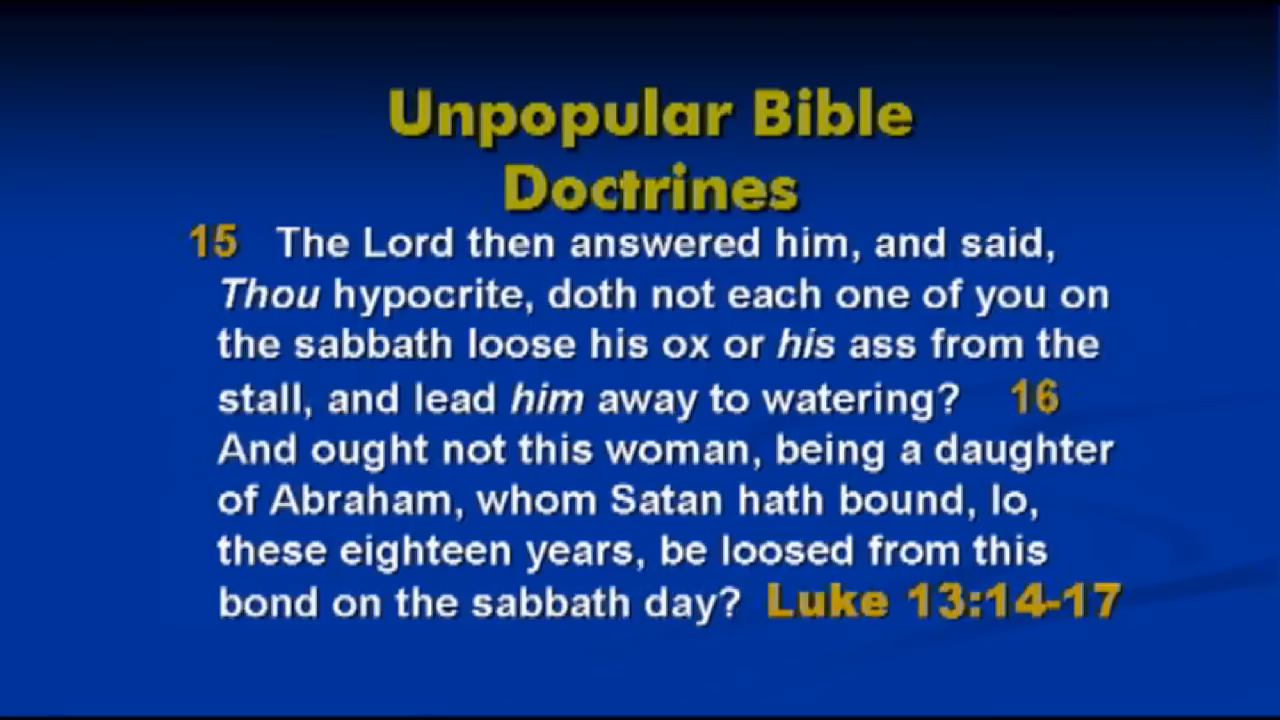 Unpopular Bible
Doctrines
15 The Lord then answered him, and said,
Thou hypocrite, doth not each one of you on
the sabbath loose his ox or his ass from the
stall, and lead him away to watering? 16
And ought not this woman, being a daughter
of Abraham, whom Satan hath bound, lo,
these eighteen years, be loosed from this
bond on the sabbath day? Luke 13:14-17